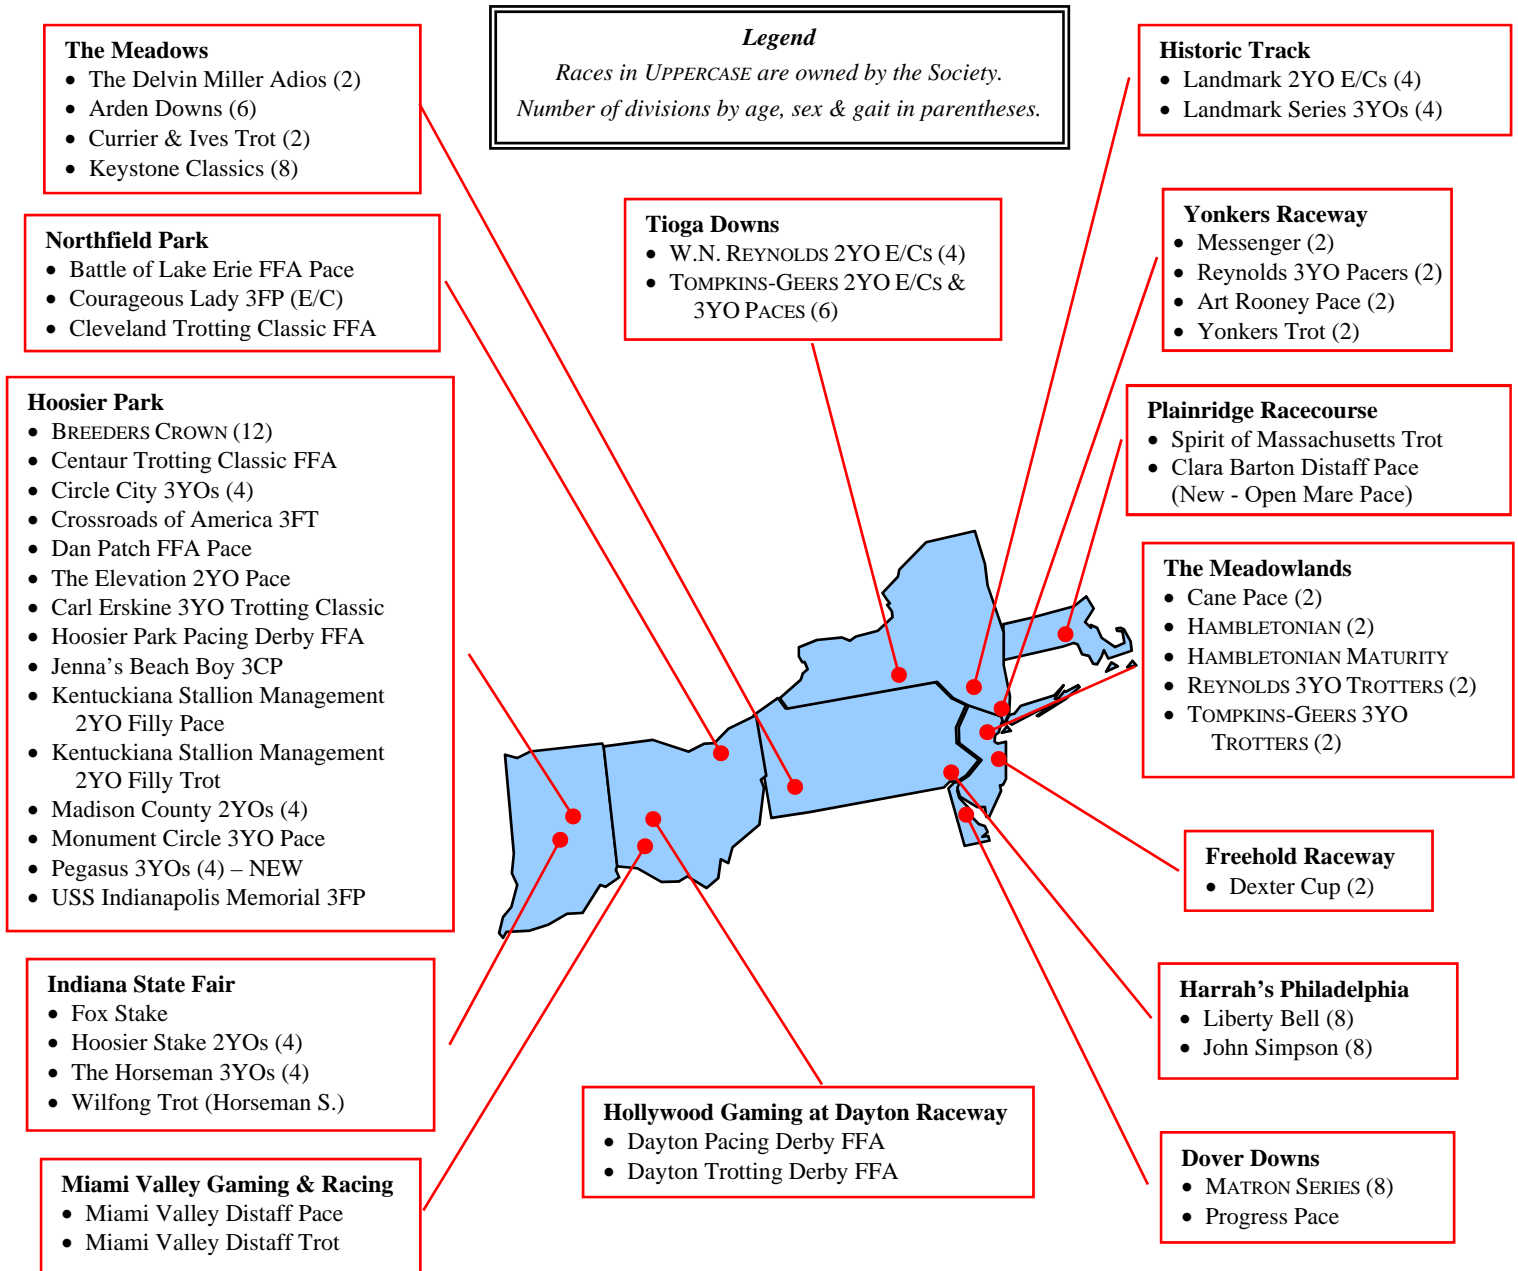 Legend
Races in UPPERCASE are owned by the Society.
Number of divisions by age, sex & gait in parentheses.
The Meadows
• The Delvin Miller Adios (2)
• Arden Downs (6)
• Currier & Ives Trot (2)
• Keystone Classics (8)
Northfield Park
• Battle of Lake Erie FFA Pace
• Courageous Lady 3FP (E/C)
• Cleveland Trotting Classic FFA
Hoosier Park
• BREEDERS CROWN (12)
• Centaur Trotting Classic FFA
• Circle City 3YOs (4)
• Crossroads of America 3FT
• Dan Patch FFA Pace
• The Elevation 2YO Pace
• Carl Erskine 3YO Trotting Classic
• Hoosier Park Pacing Derby FFA
• Jenna's Beach Boy 3CP
• Kentuckiana Stallion Management
2YO Filly Pace
• Kentuckiana Stallion Management
2YO Filly Trot
• Madison County 2YOs (4)
• Monument Circle 3YO Pace
• Pegasus 3YOs (4) – NEW
• USS Indianapolis Memorial 3FP
Indiana State Fair
• Fox Stake
• Hoosier Stake 2YOs (4)
• The Horseman 3YOs (4)
• Wilfong Trot (Horseman S.)
Miami Valley Gaming & Racing
• Miami Valley Distaff Pace
• Miami Valley Distaff Trot
Tioga Downs
• W.N. REYNOLDS 2YO E/CS (4)
• TOMPKINS-GEERS 2YO E/CS &
3YO PACES (6)
Hollywood Gaming at Dayton Raceway
• Dayton Pacing Derby FFA
• Dayton Trotting Derby FFA
Historic Track
• Landmark 2YO E/Cs (4)
• Landmark Series 3YOs (4)
Yonkers Raceway
• Messenger (2)
• Reynolds 3YO Pacers (2)
• Art Rooney Pace (2)
• Yonkers Trot (2)
Plainridge Racecourse
• Spirit of Massachusetts Trot
• Clara Barton Distaff Pace
(New - Open Mare Pace)
The Meadowlands
• Cane Pace (2)
• HAMBLETONIAN (2)
• HAMBLETONIAN MATURITY
• REYNOLDS 3YO TROTTERS (2)
• TOMPKINS-GEERS 3YO
TROTTERS (2)
Freehold Raceway
• Dexter Cup (2)
Harrah's Philadelphia
• Liberty Bell (8)
• John Simpson (8)
Dover Downs
• MATRON SERIES (8)
• Progress Pace